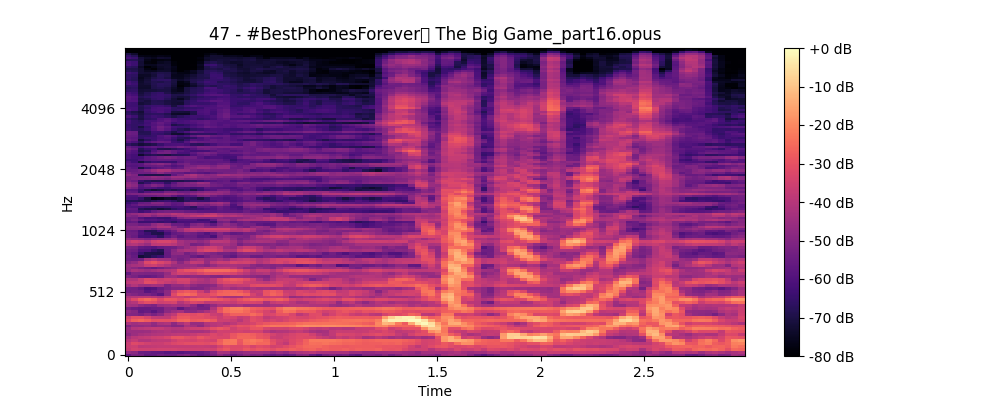 47 - #BestPhonesForever▯ The Big Game_part16.opus
+0 dB
-10 dB
-20 dB
-30 dB
-40 dB
-50 dB
-60 dB
-70 dB
-80 dB
Hz
4096
2048
1024
512
0
0
0.5
1
1.5
2
2.5
Time